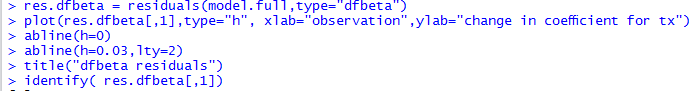 > res.dfbeta = residuals(model.full,type="dfbeta")
> plot(res.dfbeta[,1],type="h", xlab="observation",ylab="change in coefficient for tx")
> abline(h=0)
> abline(h=0.03,lty=2)
> title("dfbeta residuals")
> identify( res.dfbeta[,1])